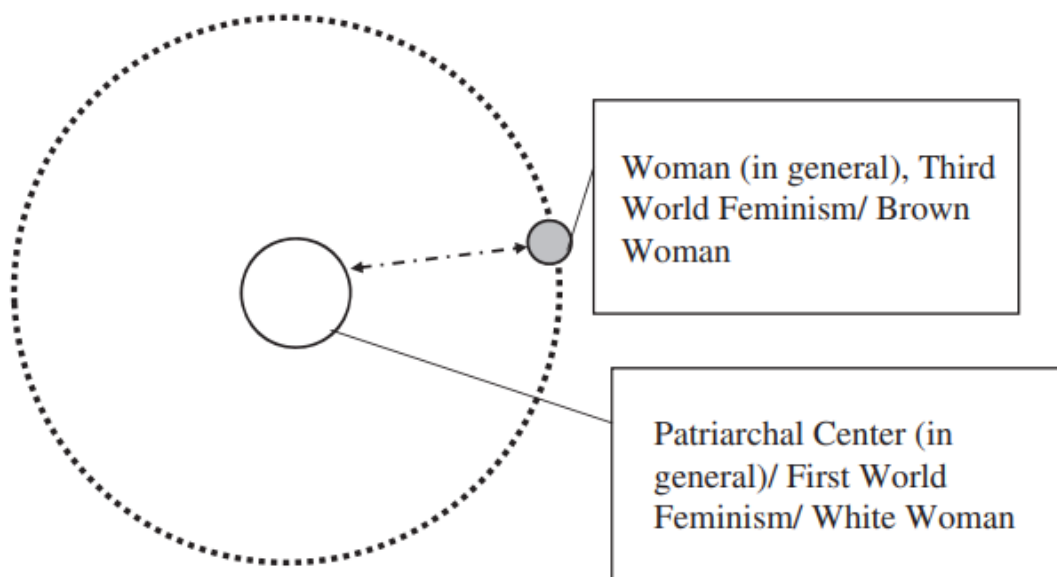 Woman (in general), Third
World Feminism/ Brown
Woman
Patriarchal Center (in
general)/ First World
Feminism/ White Woman